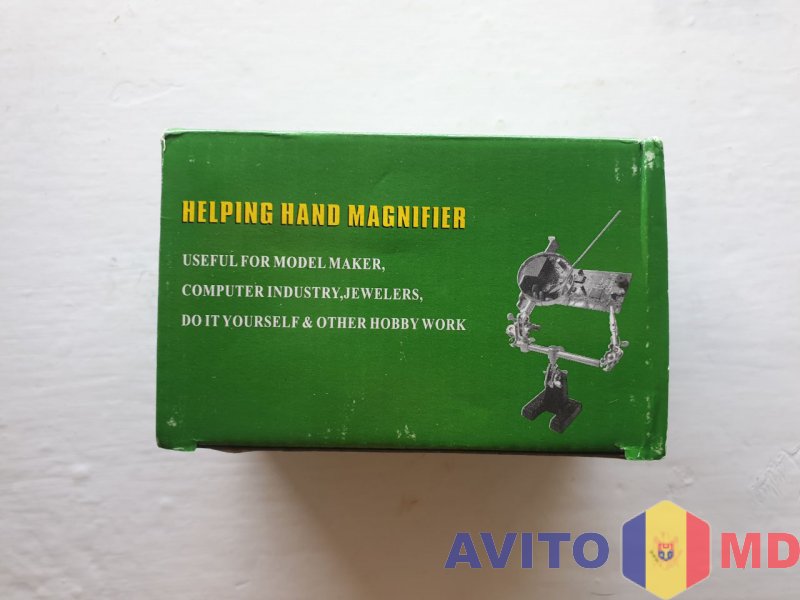 HELPING HAND MAGNIFIER
USEFUL FOR MODEL MAKER,
COMPUTER INDUSTRY,JEWELERS,
DO IT YOURSELF & OTHER HOBBY WORK
AVITO MD